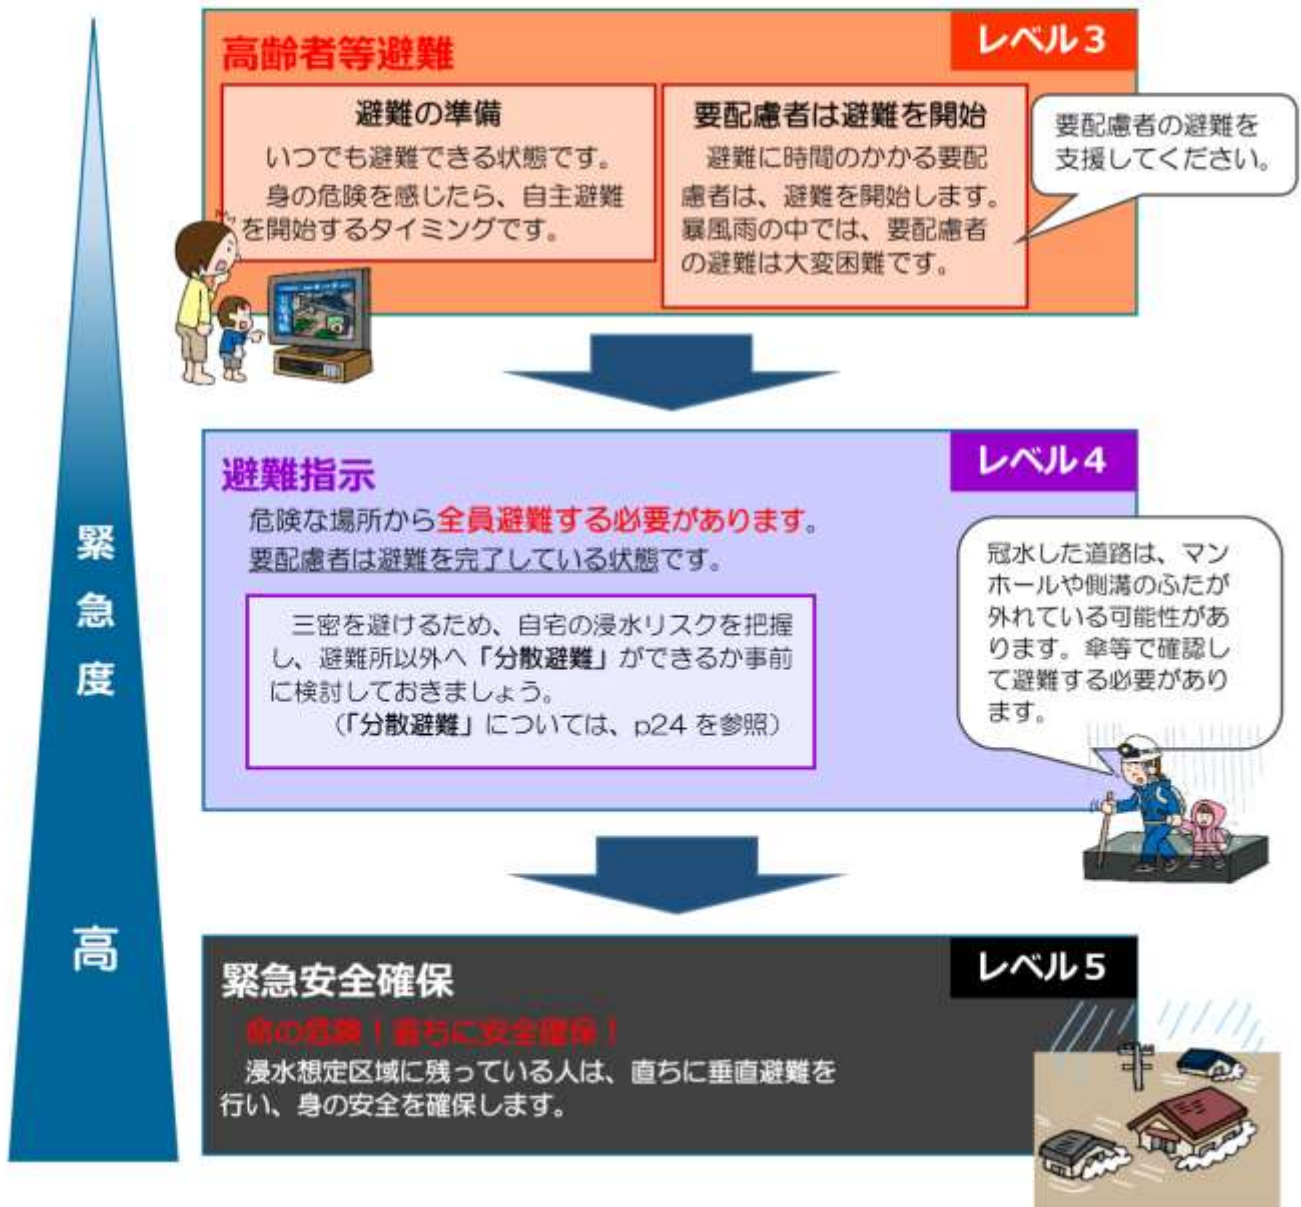 高齢者等避難
レベル3
避難の準備
いつでも避難できる状態です。
身の危険を感じたら、自主避難
を開始するタイミングです。
要配慮者は避難を開始
避難に時間のかかる要配
慮者は、避難を開始します。
暴風雨の中では、要配慮者
の避難は大変困難です。
要配慮者の避難を
支援してください。
避難指示
レベル4
危険な場所から全員避難する必要があります。
要配慮者は避難を完了している状態です。
三密を避けるため、自宅の浸水リスクを把握
し、避難所以外へ「分散避難」ができるか事前
に検討しておきましょう。
(「分散避難」については、p24 を参照)
冠水した道路は、マン
ホールや側溝のふたが
外れている可能性があ
ります。傘等で確認し
て避難する必要があり
ます。
緊急度
高
緊急安全確保
レベル5
命の危険！直ちに安全確保！
浸水想定区域に残っている人は、直ちに垂直避難を
行い、身の安全を確保します。